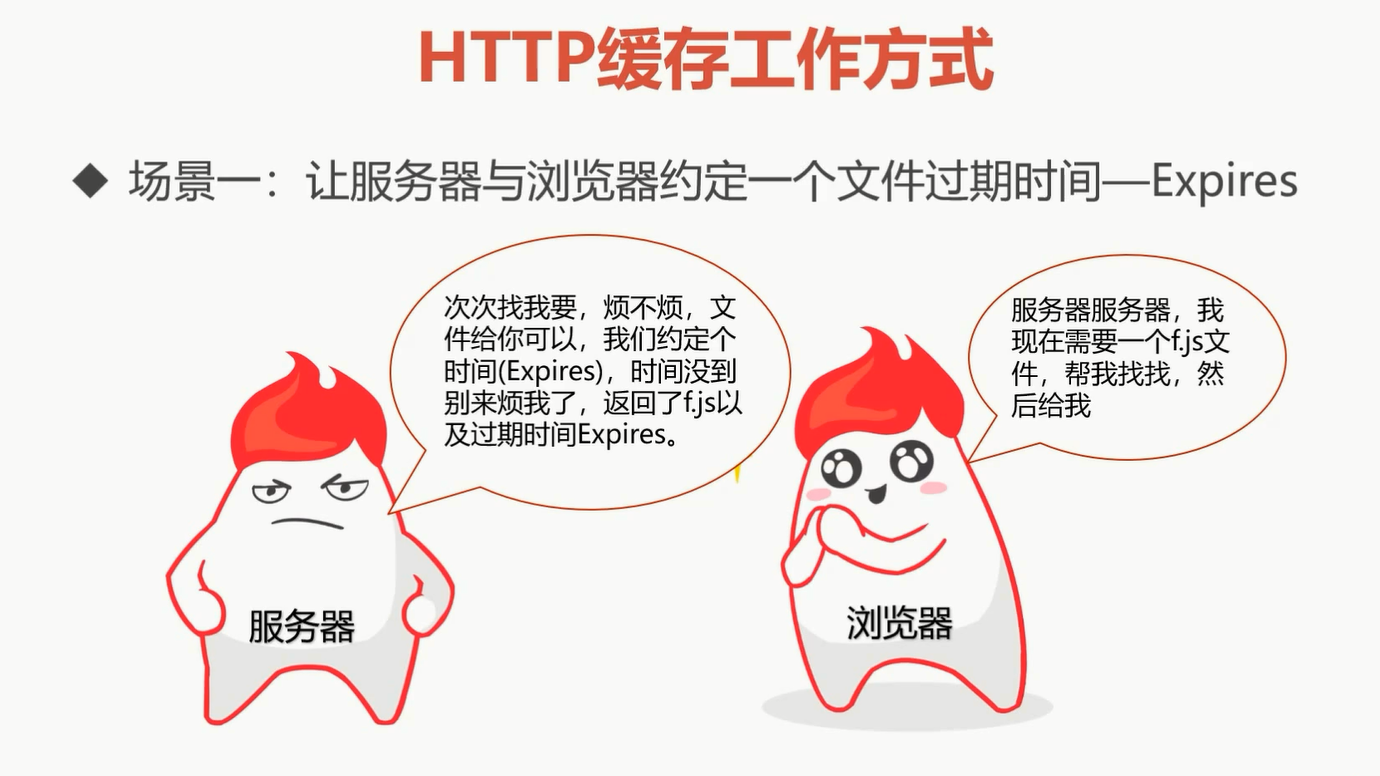 HTTP缓存工作方式
◆ 场景一：让服务器与浏览器约定一个文件过期时间—Expires
次次找我要，烦不烦，文
件给你可以，我们约定个
时间(Expires)，时间没到
别来烦我了，返回了f.js以
及过期时间Expires。
服务器服务器，我
现在需要一个f.js文
件，帮我找找，然
后给我
服务器
浏览器